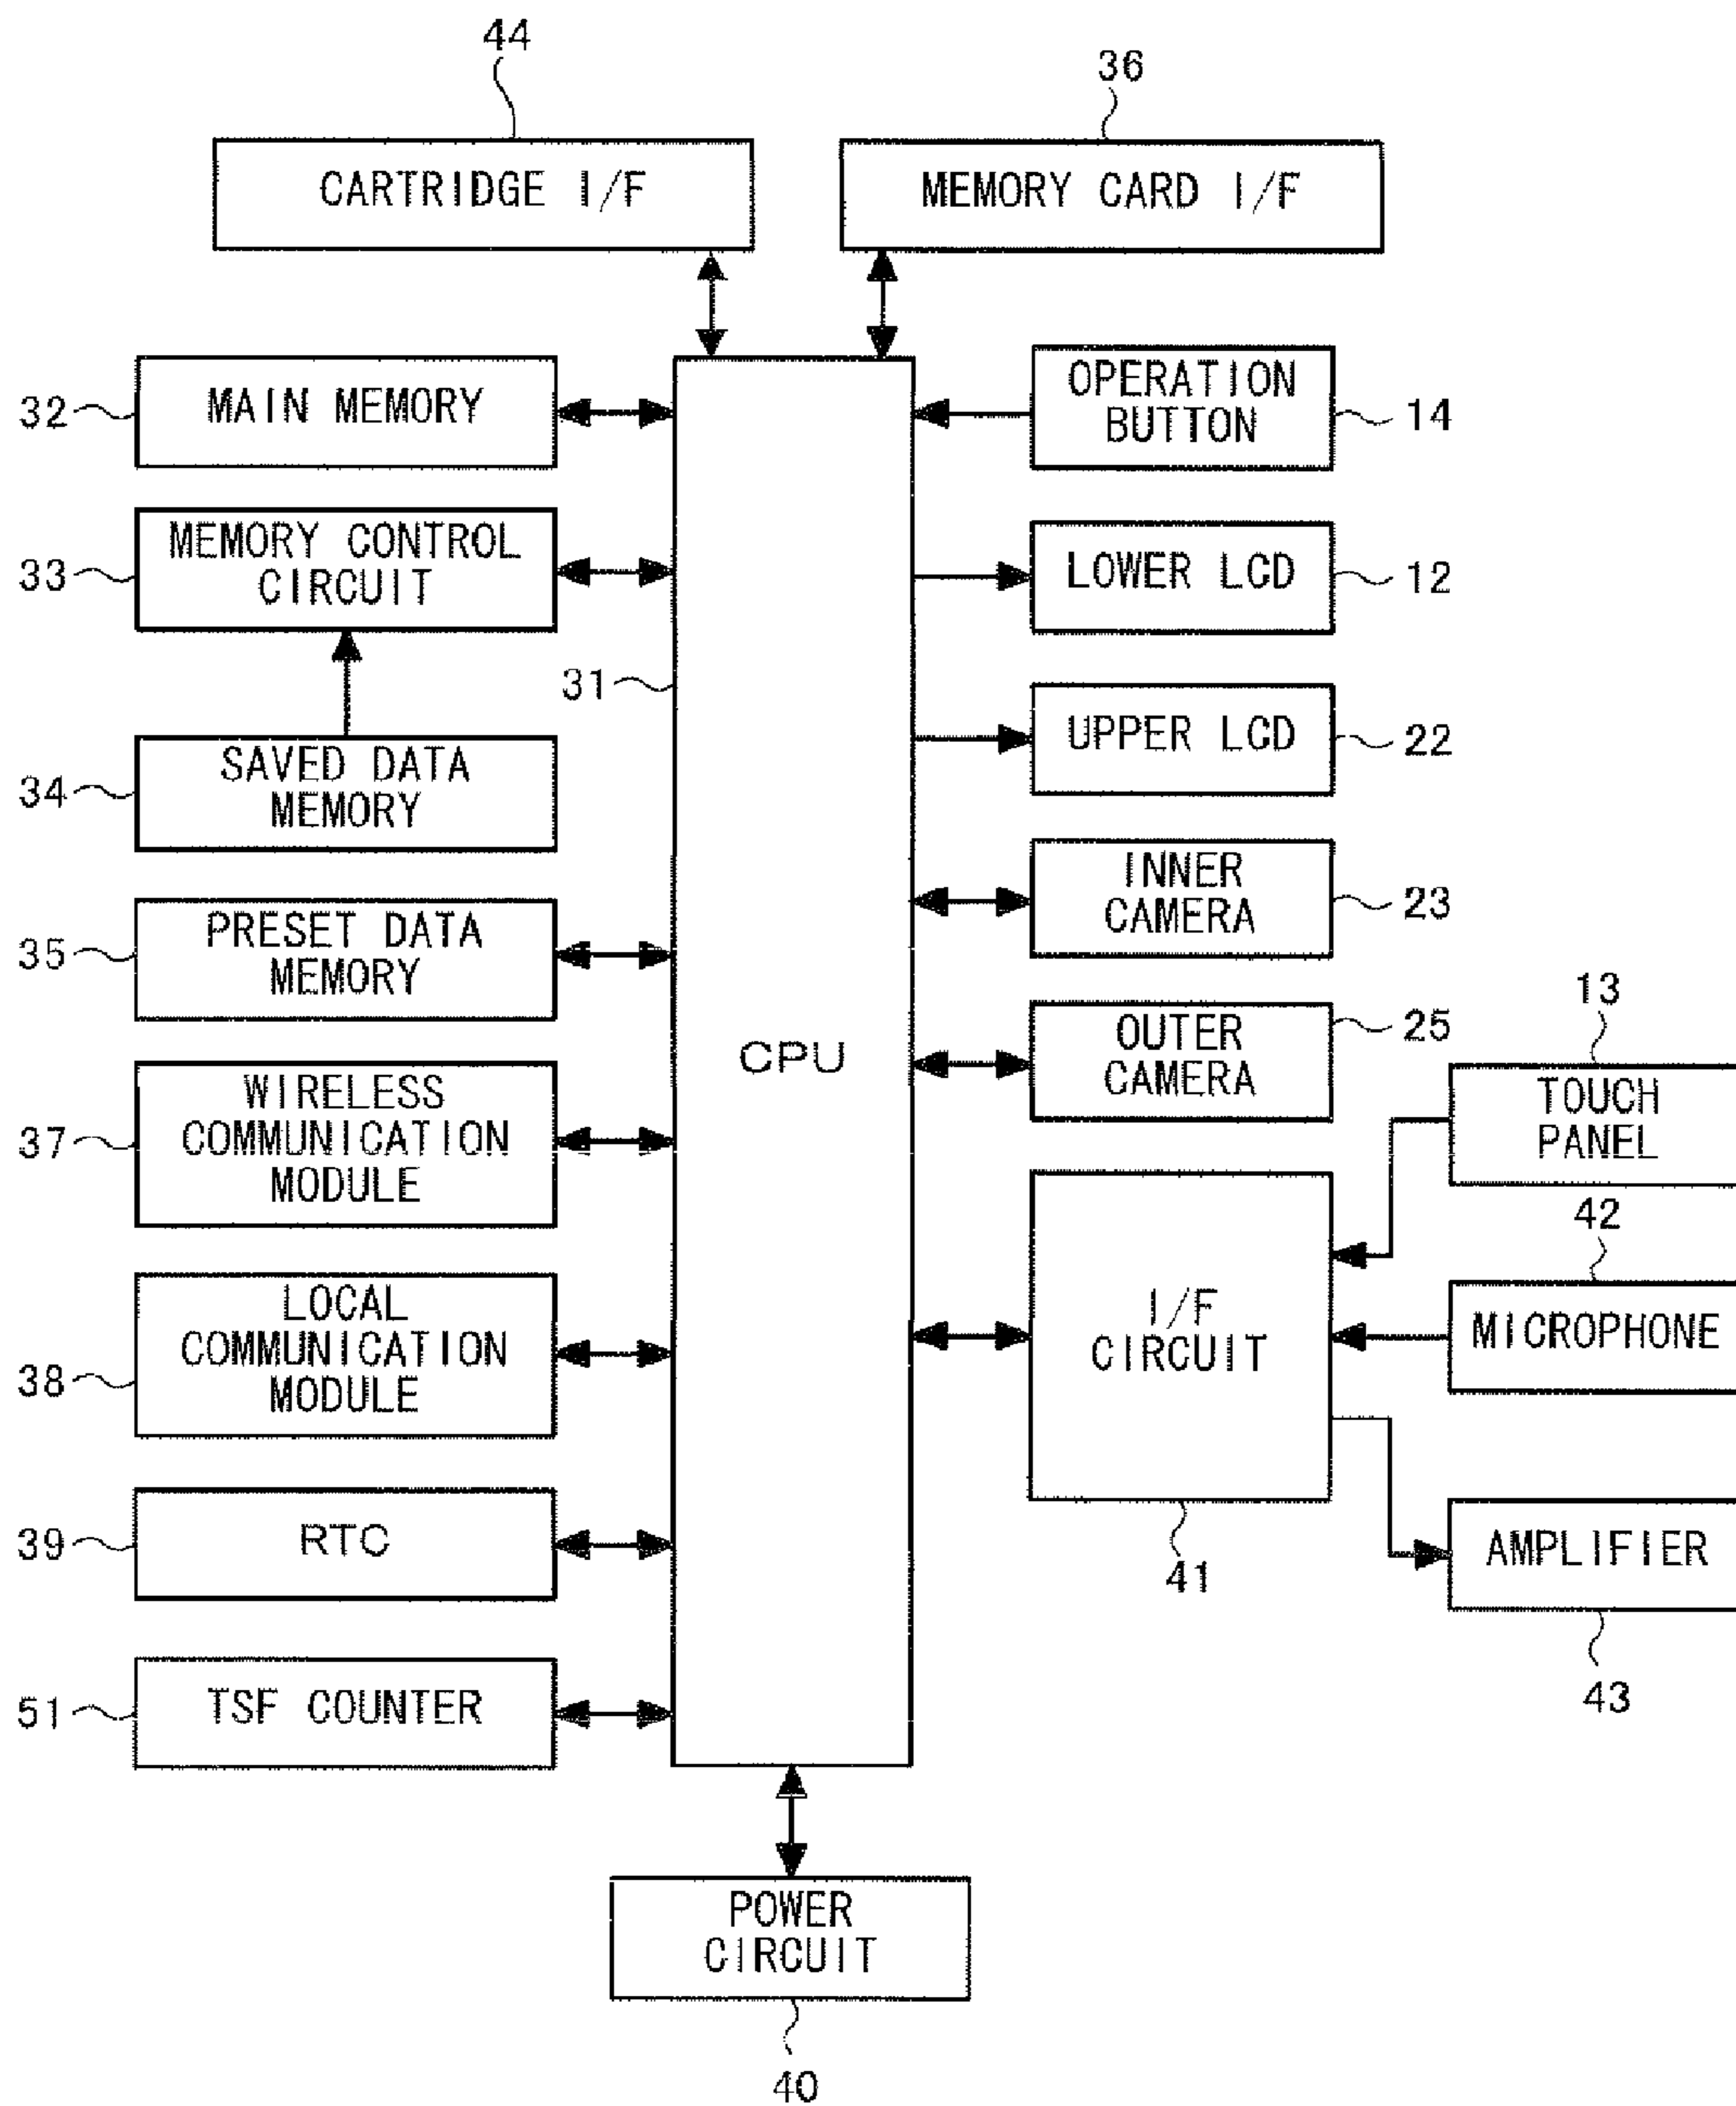 44
36
CARTRIDGE I/F
MEMORY CARD I/F
32
MAIN MEMORY
OPERATION
BUTTON
14
33
MEMORY CONTROL
CIRCUIT
LOWER LCD
12
31
34
SAVED DATA
MEMORY
UPPER LCD
22
35
PRESET DATA
MEMORY
INNER
CAMERA
23
CPU
OUTER
CAMERA
25
13
TOUCH
PANEL
37
WIRELESS
COMMUNICATION
MODULE
42
MICROPHONE
38
LOCAL
COMMUNICATION
MODULE
I/F
CIRCUIT
41
39
RTC
AMPLIFIER
43
51
TSF COUNTER
POWER
CIRCUIT
40